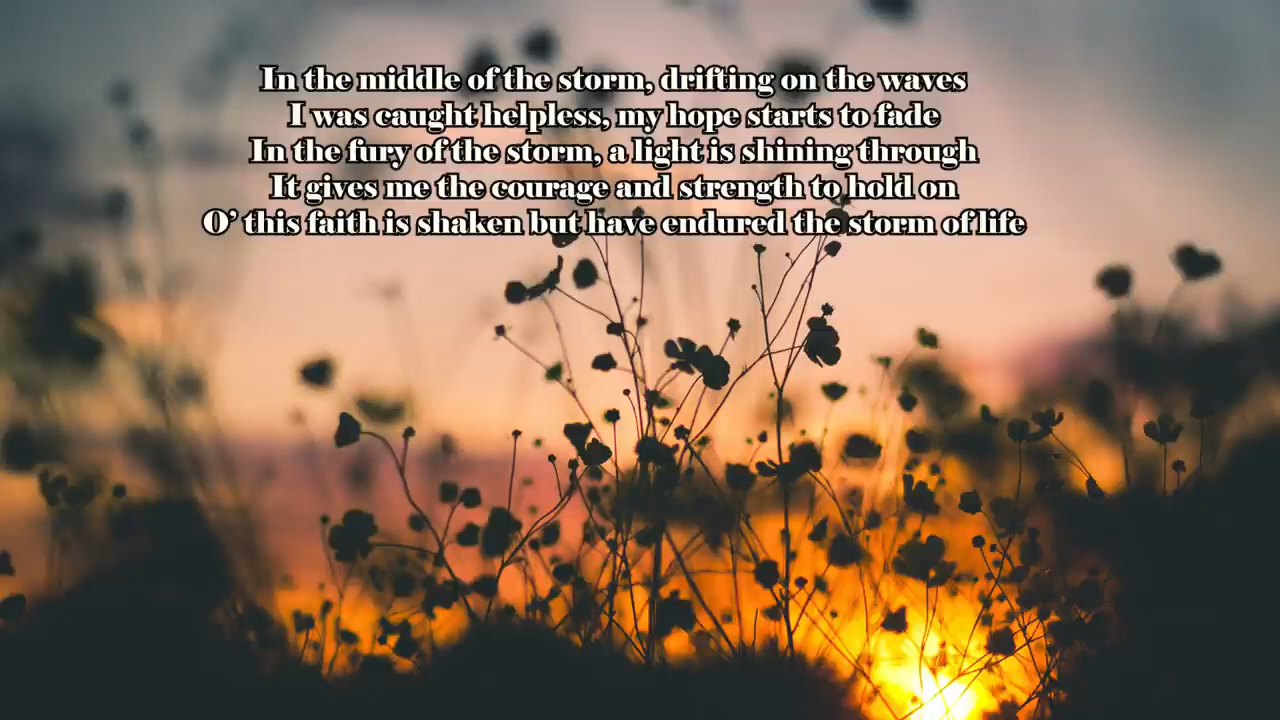 In the middle of the storm, drifting on the waves
I was caught helpless, my hope starts to fade
In the fury of the storm, a light is shining through
It gives me the courage and strength to hold on
O’ this faith is shaken but have endured the storm of life